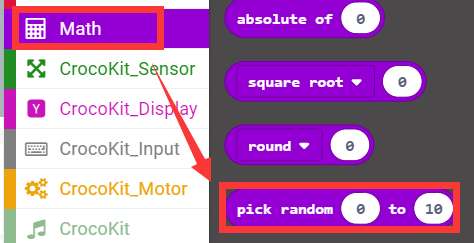 Math
CrocoKit_Sensor
Y CrocoKit_Display
CrocoKit_Input
CrocoKit_Motor
CrocoKit
absolute of 0
square root 0
round 0
pick random 0 to 10